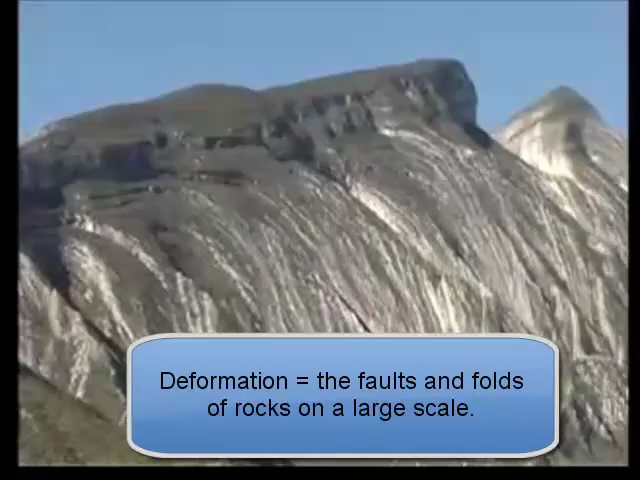 Deformation = the faults and folds
of rocks on a large scale.